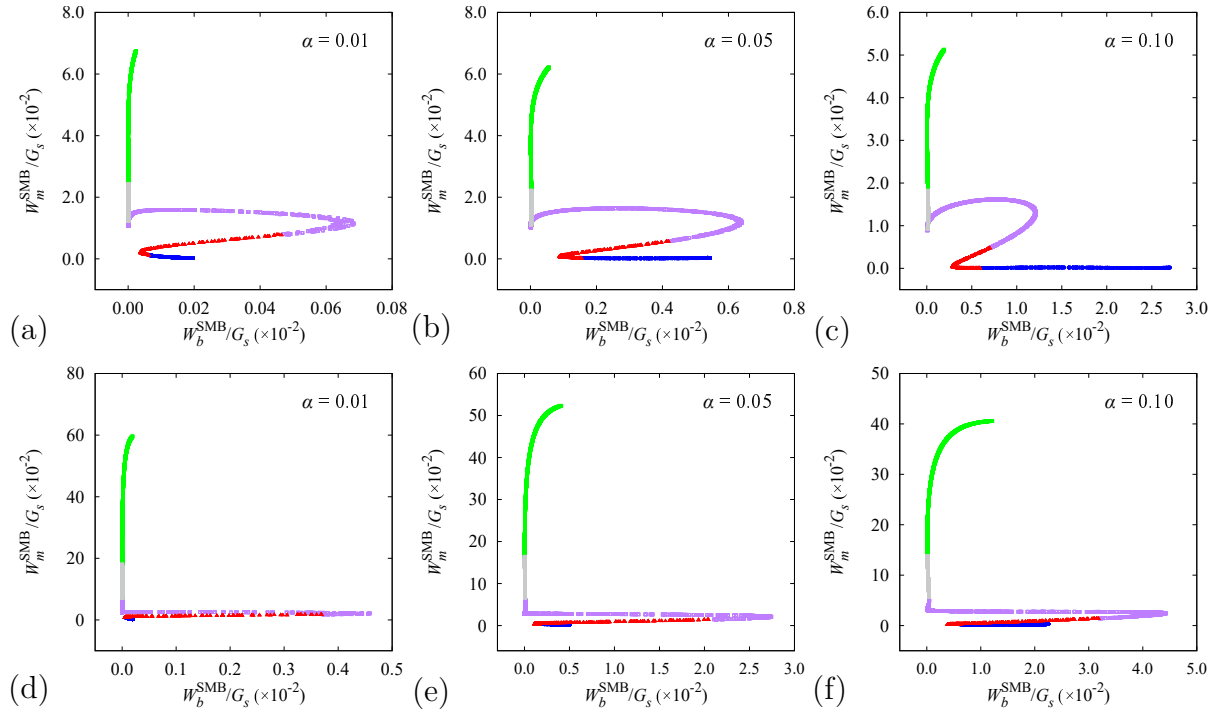 8.0
6.0
4.0
2.0
0.0
W_m^SMB/G_s (×10^-2)
α = 0.01
0.00 0.02 0.04 0.06 0.08
W_b^SMB/G_s (×10^-2)
(a)
8.0
6.0
4.0
2.0
0.0
W_m^SMB/G_s (×10^-2)
α = 0.05
0.0 0.2 0.4 0.6 0.8
W_b^SMB/G_s (×10^-2)
(b)
6.0
5.0
4.0
3.0
2.0
1.0
0.0
W_m^SMB/G_s (×10^-2)
α = 0.10
0.0 0.5 1.0 1.5 2.0 2.5 3.0
W_b^SMB/G_s (×10^-2)
(c)
80
60
40
20
0
W_m^SMB/G_s (×10^-2)
α = 0.01
0.0 0.1 0.2 0.3 0.4 0.5
W_b^SMB/G_s (×10^-2)
(d)
60
50
40
30
20
10
0
W_m^SMB/G_s (×10^-2)
α = 0.05
0.0 0.5 1.0 1.5 2.0 2.5 3.0
W_b^SMB/G_s (×10^-2)
(e)
50
40
30
20
10
0
W_m^SMB/G_s (×10^-2)
α = 0.10
0.0 1.0 2.0 3.0 4.0 5.0
W_b^SMB/G_s (×10^-2)
(f)